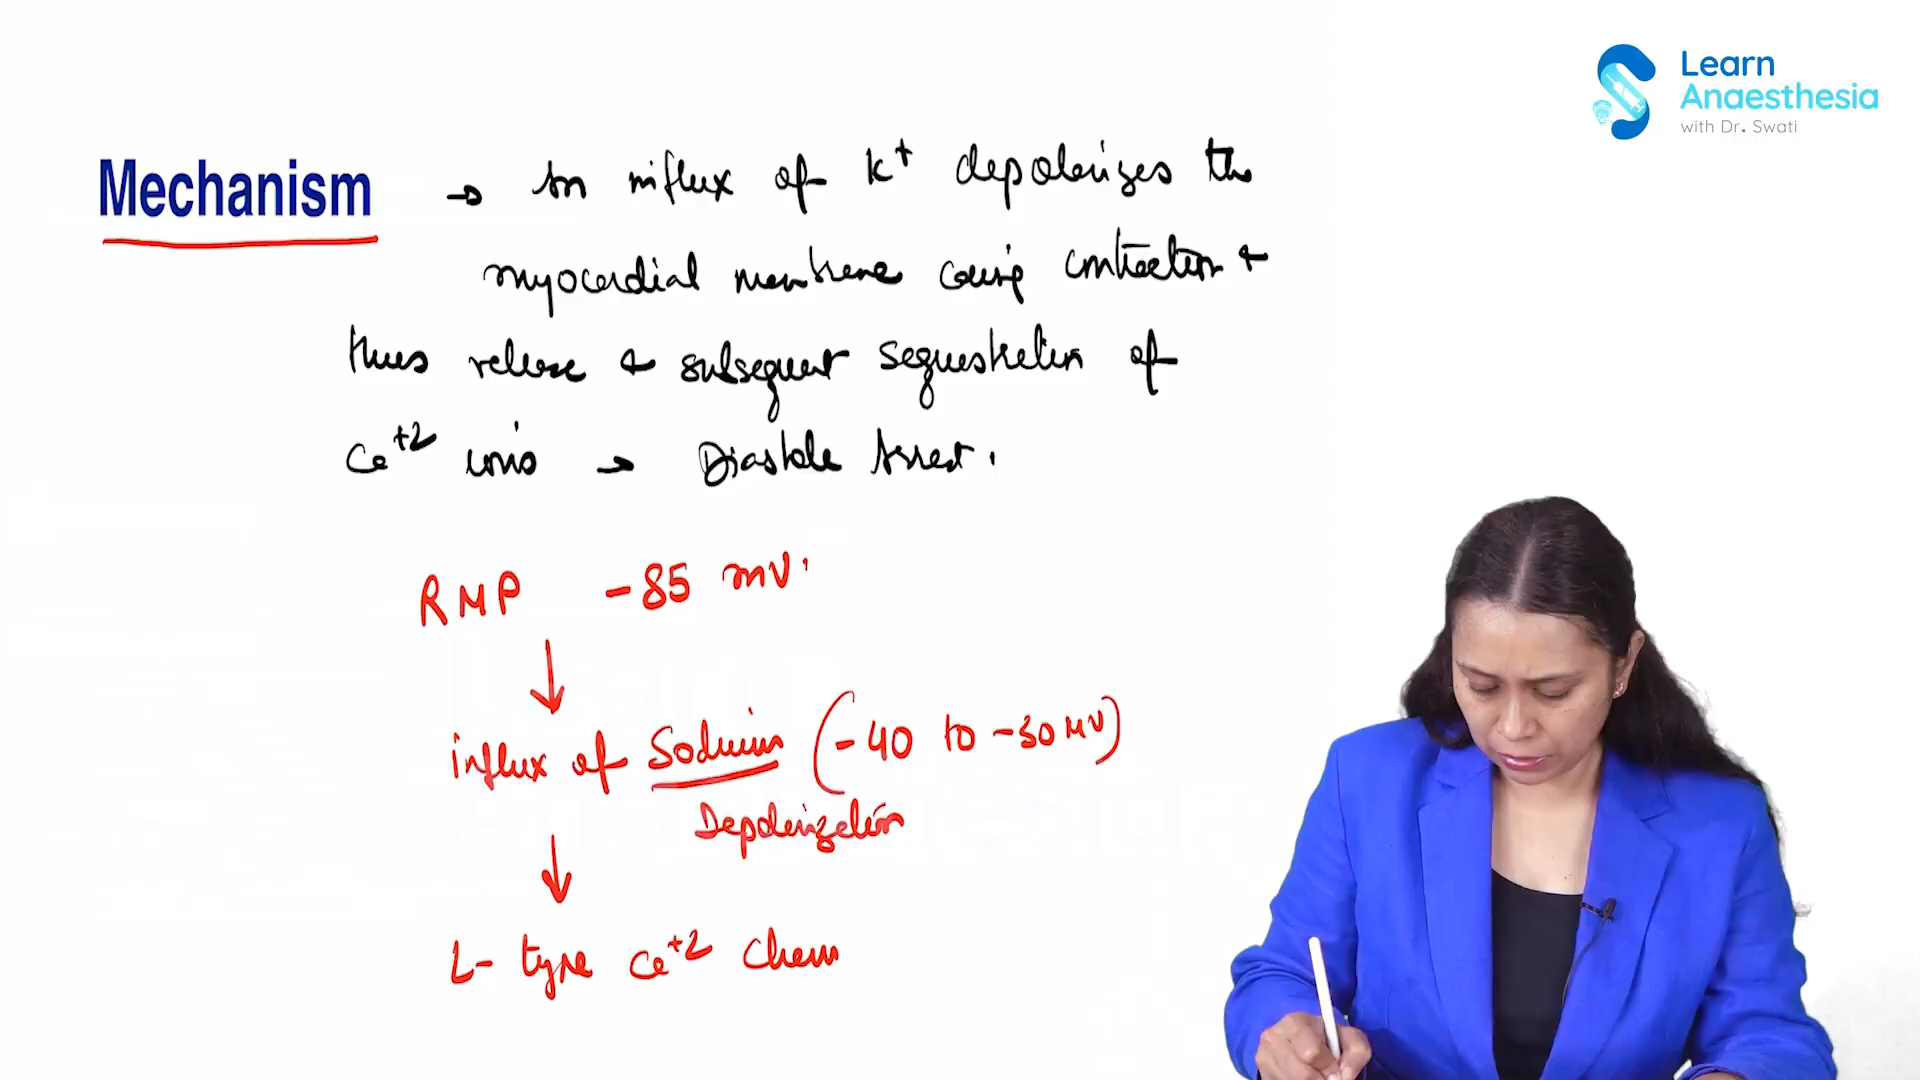 Learn
Anaesthesia
with Dr. Swati
Mechanism → An influx of K+ depolarizes the
myocardial membrane causing contraction &
thus release & subsequent sequestration of
Ca+2 ions → Diastole Arrest.
RMP -85 mV.
↓
influx of Sodium (-40 to -30 MV)
Depolarization
↓
L- type Ca+2 Chann